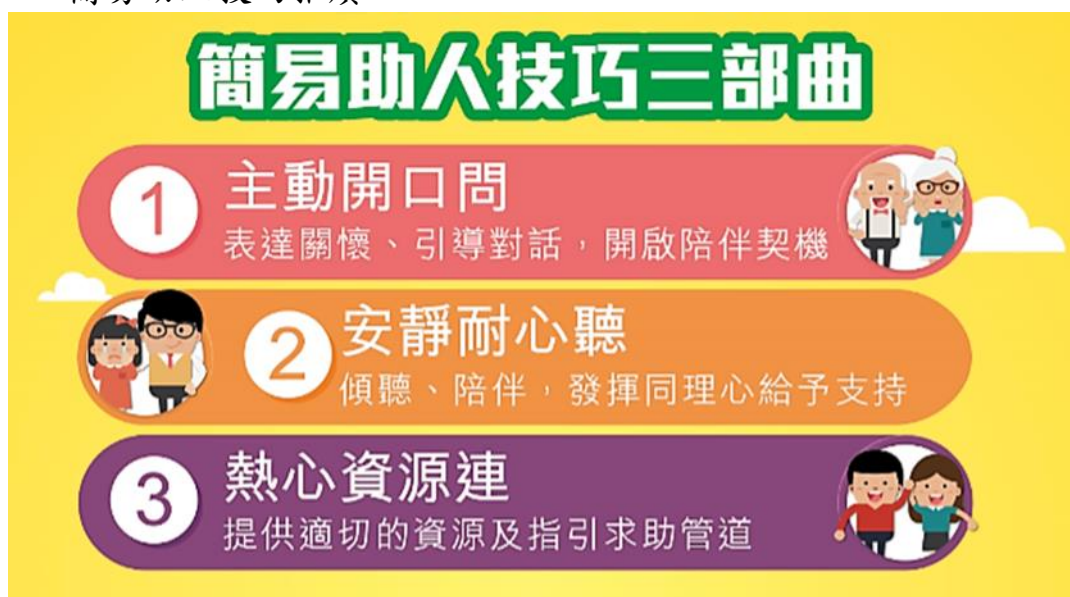 簡易助人技巧三部曲
1 主動開口問
表達關懷、引導對話，開啟陪伴契機
2 安靜耐心聽
傾聽、陪伴，發揮同理心給予支持
3 熱心資源連
提供適切的資源及指引求助管道